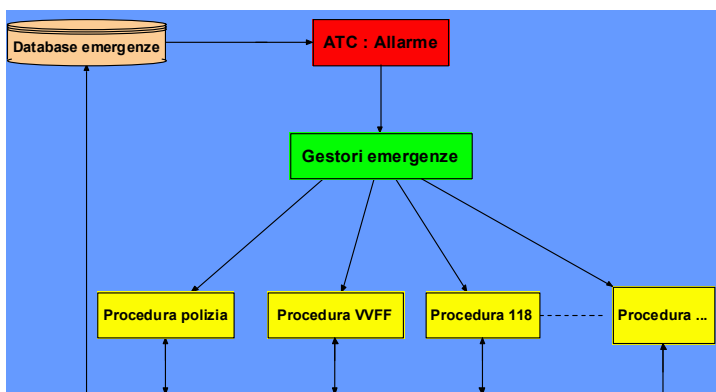 Database emergenze
ATC : Allarme
Gestori emergenze
Procedura polizia
Procedura VVFF
Procedura 118
Procedura ...